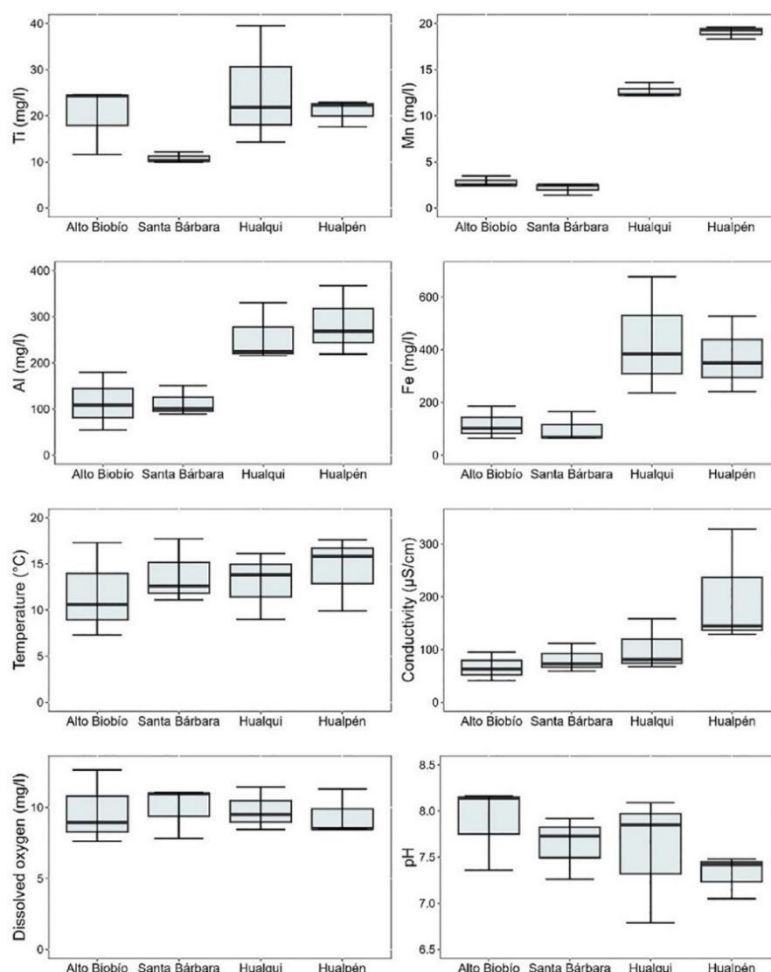 Ti (mg/l)
40
30
20
10
0
Alto Biobío Santa Bárbara Hualqui Hualpén
Mn (mg/l)
20
15
10
5
0
Alto Biobío Santa Bárbara Hualqui Hualpén
Al (mg/l)
400
300
200
100
0
Alto Biobío Santa Bárbara Hualqui Hualpén
Fe (mg/l)
600
400
200
0
Alto Biobío Santa Bárbara Hualqui Hualpén
Temperature (°C)
20
15
10
5
0
Alto Biobío Santa Bárbara Hualqui Hualpén
Conductivity (µS/cm)
300
200
100
0
Alto Biobío Santa Bárbara Hualqui Hualpén
Dissolved oxygen (mg/l)
10
5
0
Alto Biobío Santa Bárbara Hualqui Hualpén
pH
8.5
8.0
7.5
7.0
6.5
Alto Biobío Santa Bárbara Hualqui Hualpén